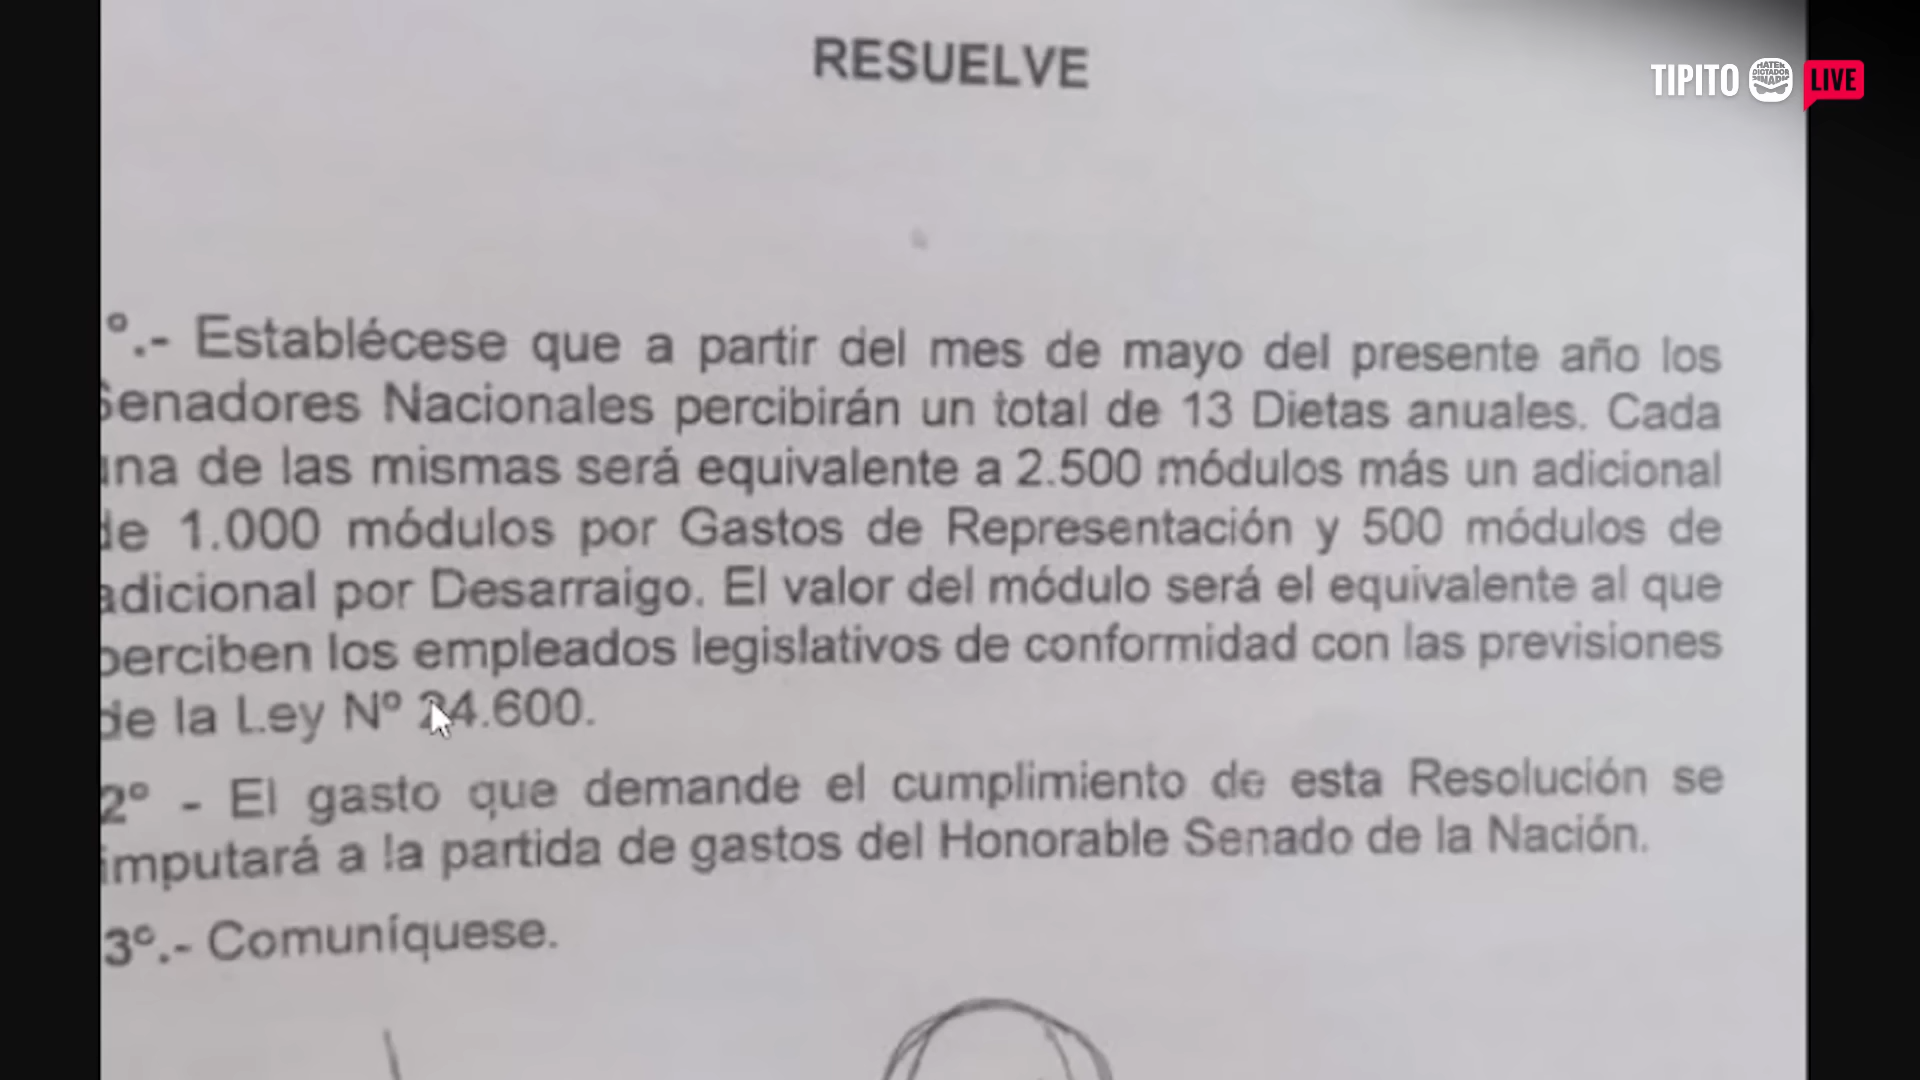 RESUELVE
TIPITO LIVE
º.- Establécese que a partir del mes de mayo del presente año los
Senadores Nacionales percibirán un total de 13 Dietas anuales. Cada
una de las mismas será equivalente a 2.500 módulos más un adicional
de 1.000 módulos por Gastos de Representación y 500 módulos de
adicional por Desarraigo. El valor del módulo será el equivalente al que
perciben los empleados legislativos de conformidad con las previsiones
de la Ley Nº 24.600.
2º - El gasto que demande el cumplimiento de esta Resolución se
imputará a la partida de gastos del Honorable Senado de la Nación.
3º.- Comuníquese.